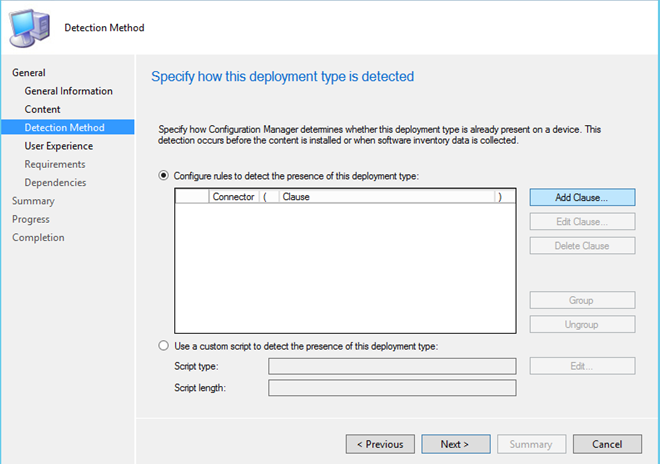 Detection Method
General
General Information
Content
Detection Method
User Experience
Requirements
Dependencies
Summary
Progress
Completion
Specify how this deployment type is detected
Specify how Configuration Manager determines whether this deployment type is already present on a device. This
detection occurs before the content is installed or when software inventory data is collected.
Configure rules to detect the presence of this deployment type:
Connector ( Clause )
Add Clause...
Edit Clause...
Delete Clause
Group
Ungroup
Use a custom script to detect the presence of this deployment type:
Script type:
Edit...
Script length:
< Previous
Next >
Summary
Cancel